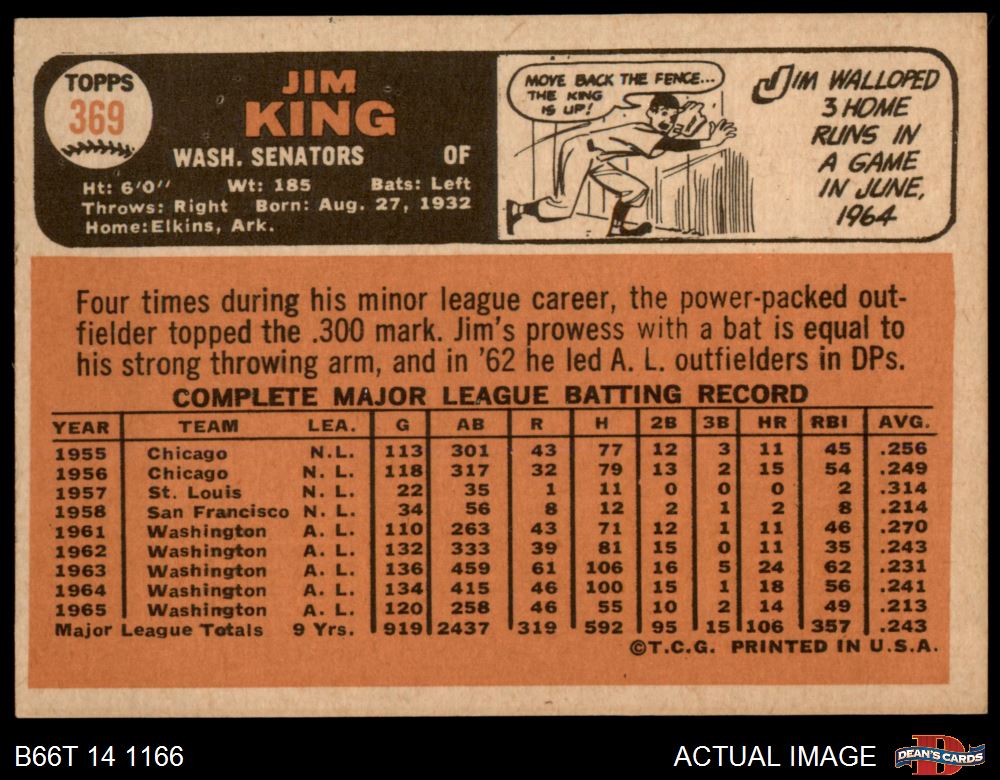 TOPPS
369
JIM
KING
WASH. SENATORS OF
Ht: 6'0" Wt: 185 Bats: Left
Throws: Right Born: Aug. 27, 1932
Home: Elkins, Ark.
MOVE BACK THE FENCE...
THE KING
IS UP!
JIM WALLOPED
3 HOME
RUNS IN
A GAME
IN JUNE,
1964
Four times during his minor league career, the power-packed out-
fielder topped the .300 mark. Jim's prowess with a bat is equal to
his strong throwing arm, and in '62 he led A. L. outfielders in DPs.
COMPLETE MAJOR LEAGUE BATTING RECORD
YEAR TEAM LEA. G AB R H 2B 3B HR RBI AVG.
1955 Chicago N.L. 113 301 43 77 12 3 11 45 .256
1956 Chicago N. L. 118 317 32 79 13 2 15 54 .249
1957 St. Louis N. L. 22 35 1 11 0 0 0 2 .314
1958 San Francisco N. L. 34 56 8 12 2 1 2 8 .214
1961 Washington A. L. 110 263 43 71 12 1 11 46 .270
1962 Washington A. L. 132 333 39 81 15 0 11 35 .243
1963 Washington A. L. 136 459 61 106 16 5 24 62 .231
1964 Washington A. L. 134 415 46 100 15 1 18 56 .241
1965 Washington A. L. 120 258 46 55 10 2 14 49 .213
Major League Totals 9 Yrs. 919 2437 319 592 95 15 106 357 .243
©T.C.G. PRINTED IN U.S.A.
B66T 14 1166
ACTUAL IMAGE
DEAN'S CARDS